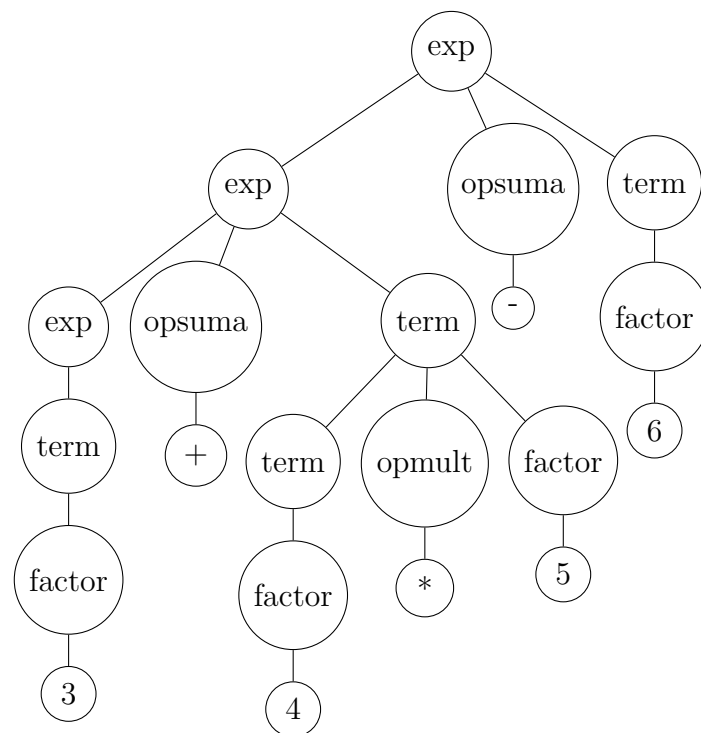 exp
exp opsuma term
exp opsuma term - factor
term + term opmult factor 6
factor factor * 5
3 4